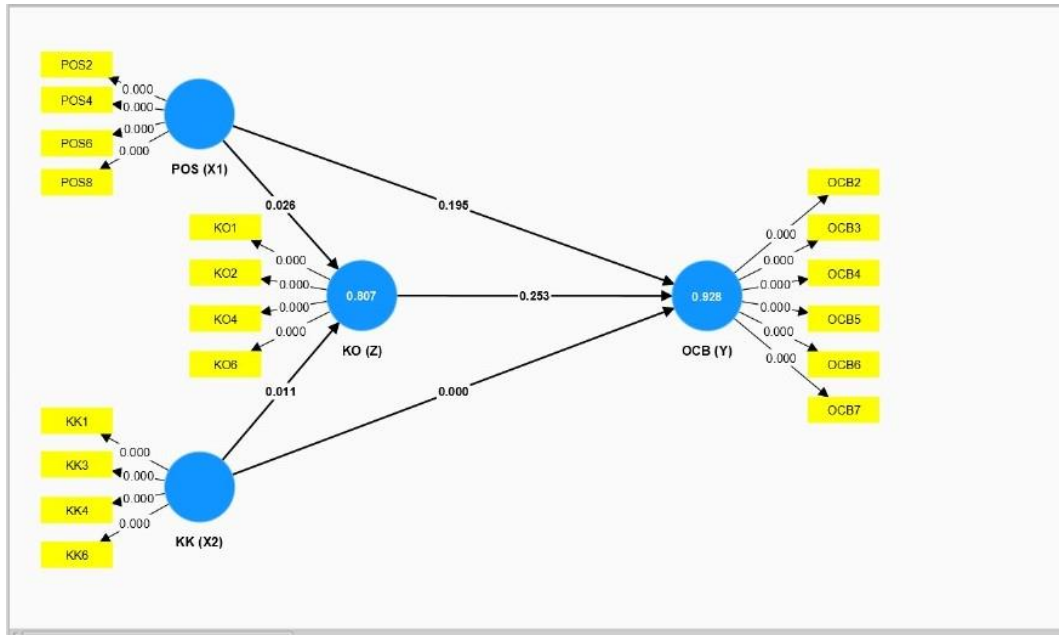 POS2
POS4
POS6
POS8
0.000
0.000
0.000
0.000
POS (X1)
0.026
0.195
KO1
KO2
KO4
KO6
0.000
0.000
0.000
0.000
0.807
KO (Z)
0.253
0.928
OCB (Y)
OCB2
OCB3
OCB4
OCB5
OCB6
OCB7
0.000
0.000
0.000
0.000
0.000
0.000
0.011
0.000
KK1
KK3
KK4
KK6
0.000
0.000
0.000
0.000
KK (X2)